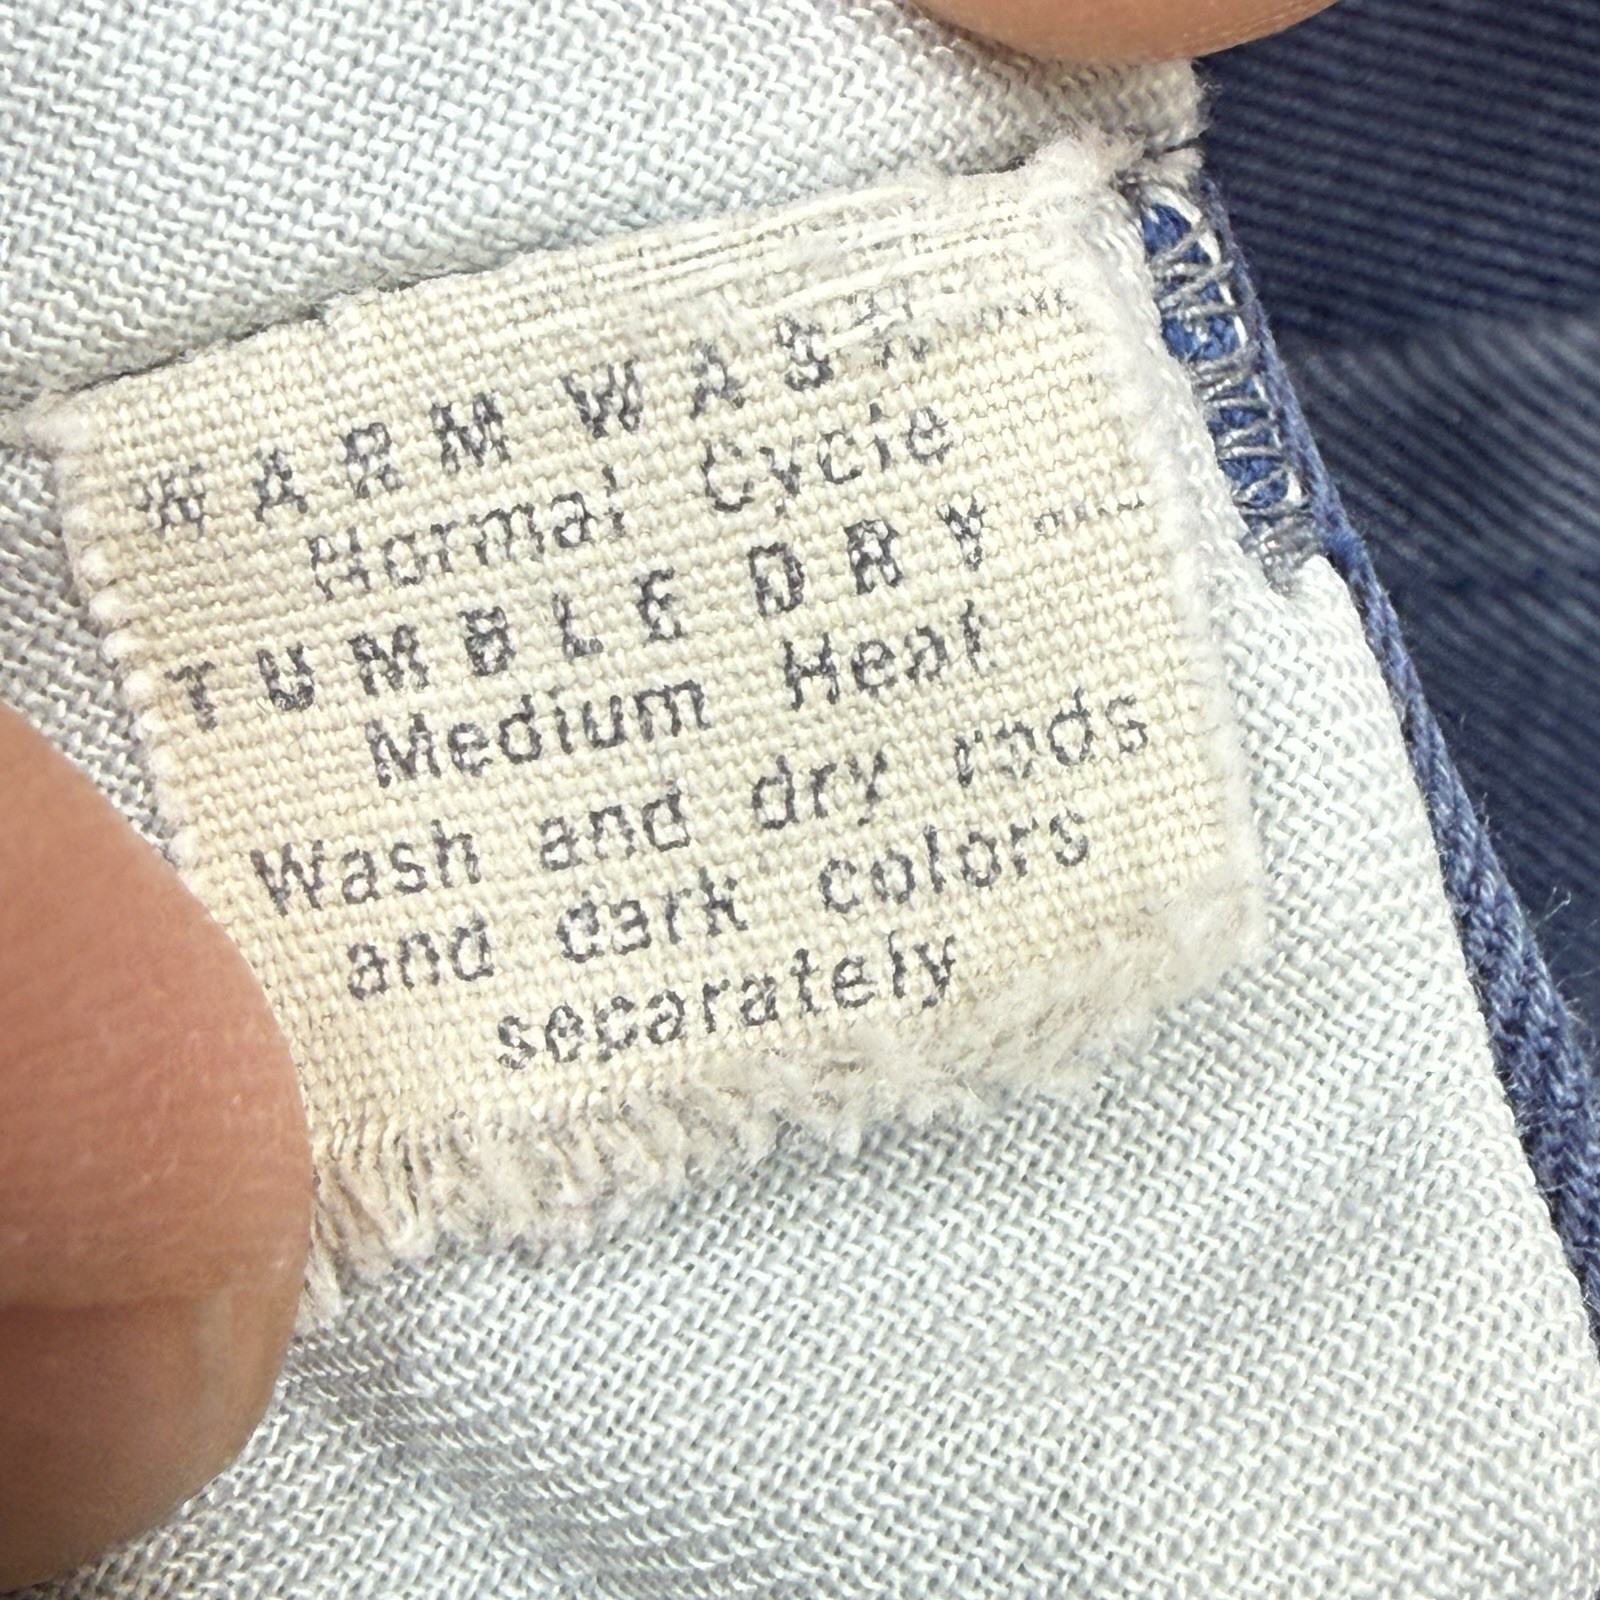 WARM WASH
Normal Cycle
TUMBLE DRY
Medium Heat
Wash and dry reds
and dark colors
separately